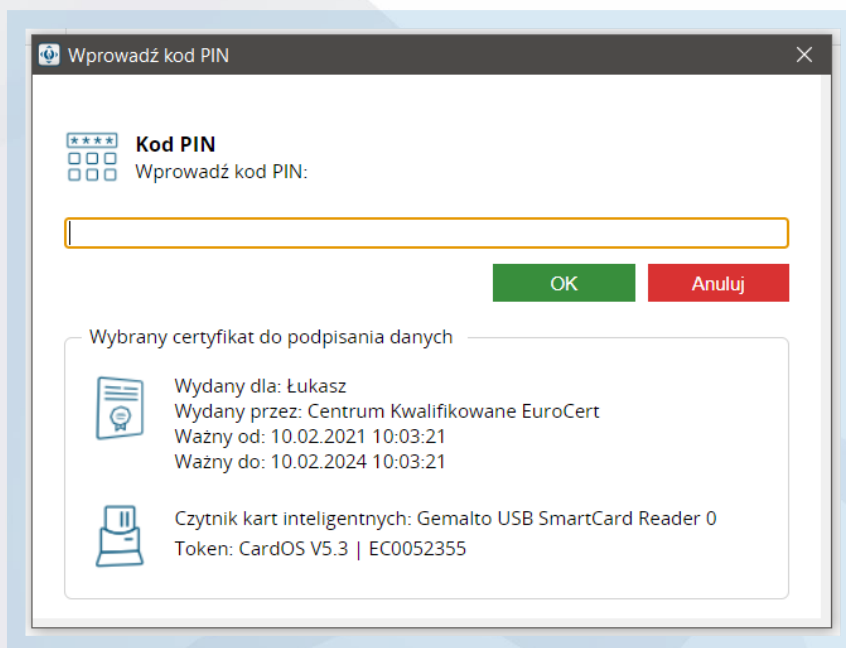 Wprowadź kod PIN
****
Kod PIN
Wprowadź kod PIN:
OK
Anuluj
Wybrany certyfikat do podpisania danych
Wydany dla: Łukasz
Wydany przez: Centrum Kwalifikowane EuroCert
Ważny od: 10.02.2021 10:03:21
Ważny do: 10.02.2024 10:03:21
Czytnik kart inteligentnych: Gemalto USB SmartCard Reader 0
Token: CardOS V5.3 | EC0052355